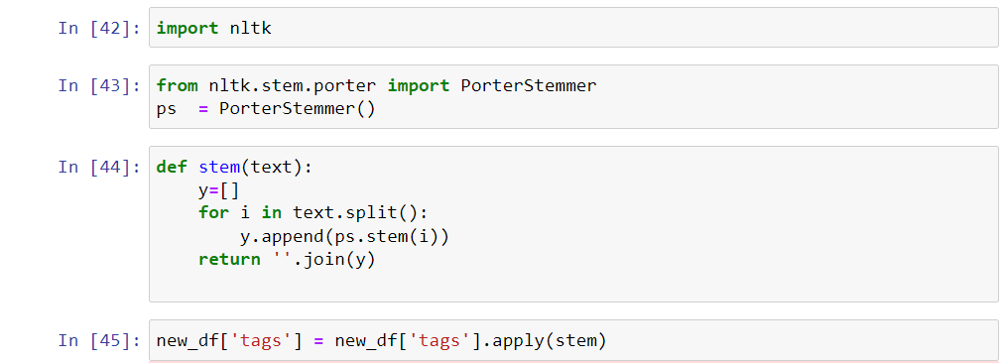 In [42]: import nltk
In [43]: from nltk.stem.porter import PorterStemmer
ps  = PorterStemmer()
In [44]: def stem(text):
    y=[]
    for i in text.split():
        y.append(ps.stem(i))
    return ''.join(y)
In [45]: new_df['tags'] = new_df['tags'].apply(stem)